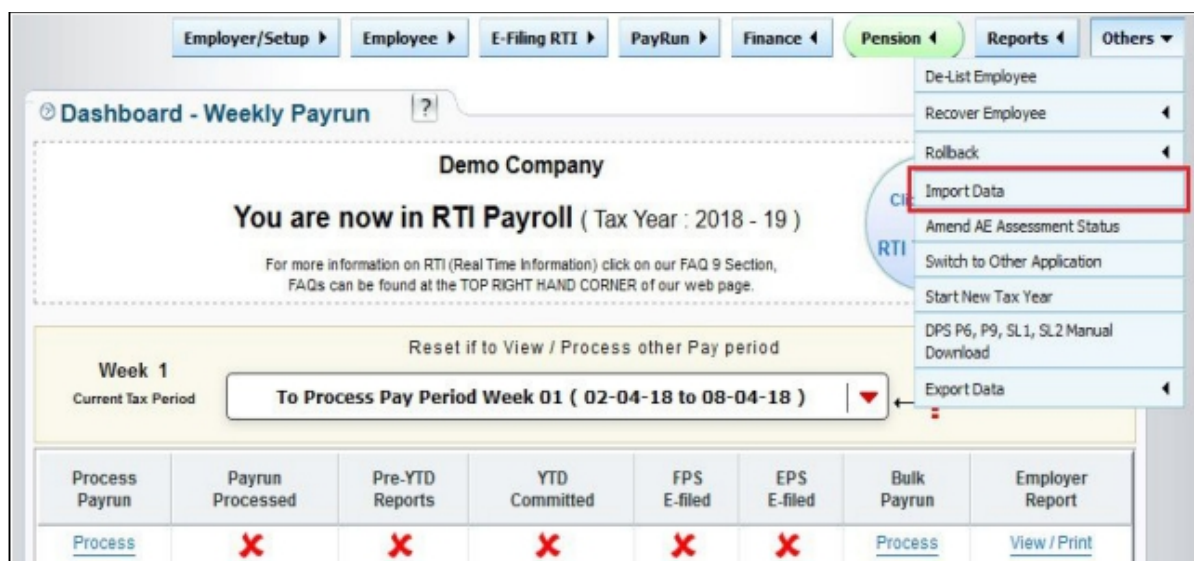 Employer/Setup Employee E-Filing RTI PayRun Finance Pension Reports Others
De-List Employee
Recover Employee
Rollback
Import Data
Amend AE Assessment Status
Switch to Other Application
Start New Tax Year
DPS P6, P9, SL1, SL2 Manual
Download
Export Data
Dashboard - Weekly Payrun ?
Demo Company
You are now in RTI Payroll ( Tax Year : 2018 - 19 )
For more information on RTI (Real Time Information) click on our FAQ 9 Section,
FAQs can be found at the TOP RIGHT HAND CORNER of our web page.
RTI
Reset if to View / Process other Pay period
Week 1
Current Tax Period
To Process Pay Period Week 01 ( 02-04-18 to 08-04-18 )
Process Payrun Pre-YTD YTD FPS EPS Bulk Employer
Payrun Processed Reports Committed E-filed E-filed Payrun Report
Process Process View / Print